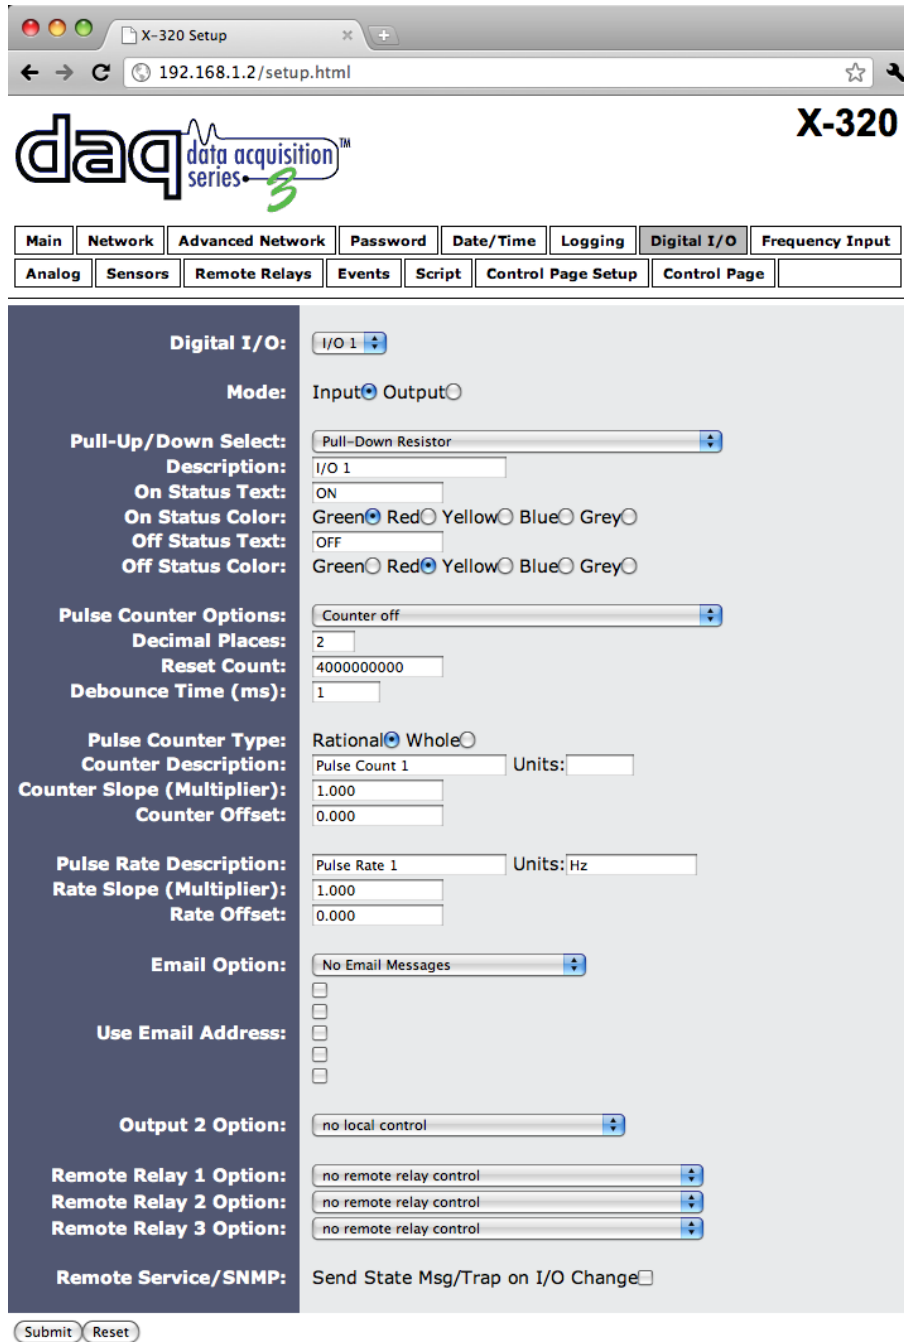 X-320 Setup
192.168.1.2/setup.html
daq data acquisition series 3 TM
X-320
Main Network Advanced Network Password Date/Time Logging Digital I/O Frequency Input
Analog Sensors Remote Relays Events Script Control Page Setup Control Page
Digital I/O: I/O 1
Mode: Input Output
Pull-Up/Down Select: Pull-Down Resistor
Description: I/O 1
On Status Text: ON
On Status Color: Green Red Yellow Blue Grey
Off Status Text: OFF
Off Status Color: Green Red Yellow Blue Grey
Pulse Counter Options: Counter off
Decimal Places: 2
Reset Count: 4000000000
Debounce Time (ms): 1
Pulse Counter Type: Rational Whole
Counter Description: Pulse Count 1 Units:
Counter Slope (Multiplier): 1.000
Counter Offset: 0.000
Pulse Rate Description: Pulse Rate 1 Units: Hz
Rate Slope (Multiplier): 1.000
Rate Offset: 0.000
Email Option: No Email Messages
Use Email Address:
Output 2 Option: no local control
Remote Relay 1 Option: no remote relay control
Remote Relay 2 Option: no remote relay control
Remote Relay 3 Option: no remote relay control
Remote Service/SNMP: Send State Msg/Trap on I/O Change
Submit Reset